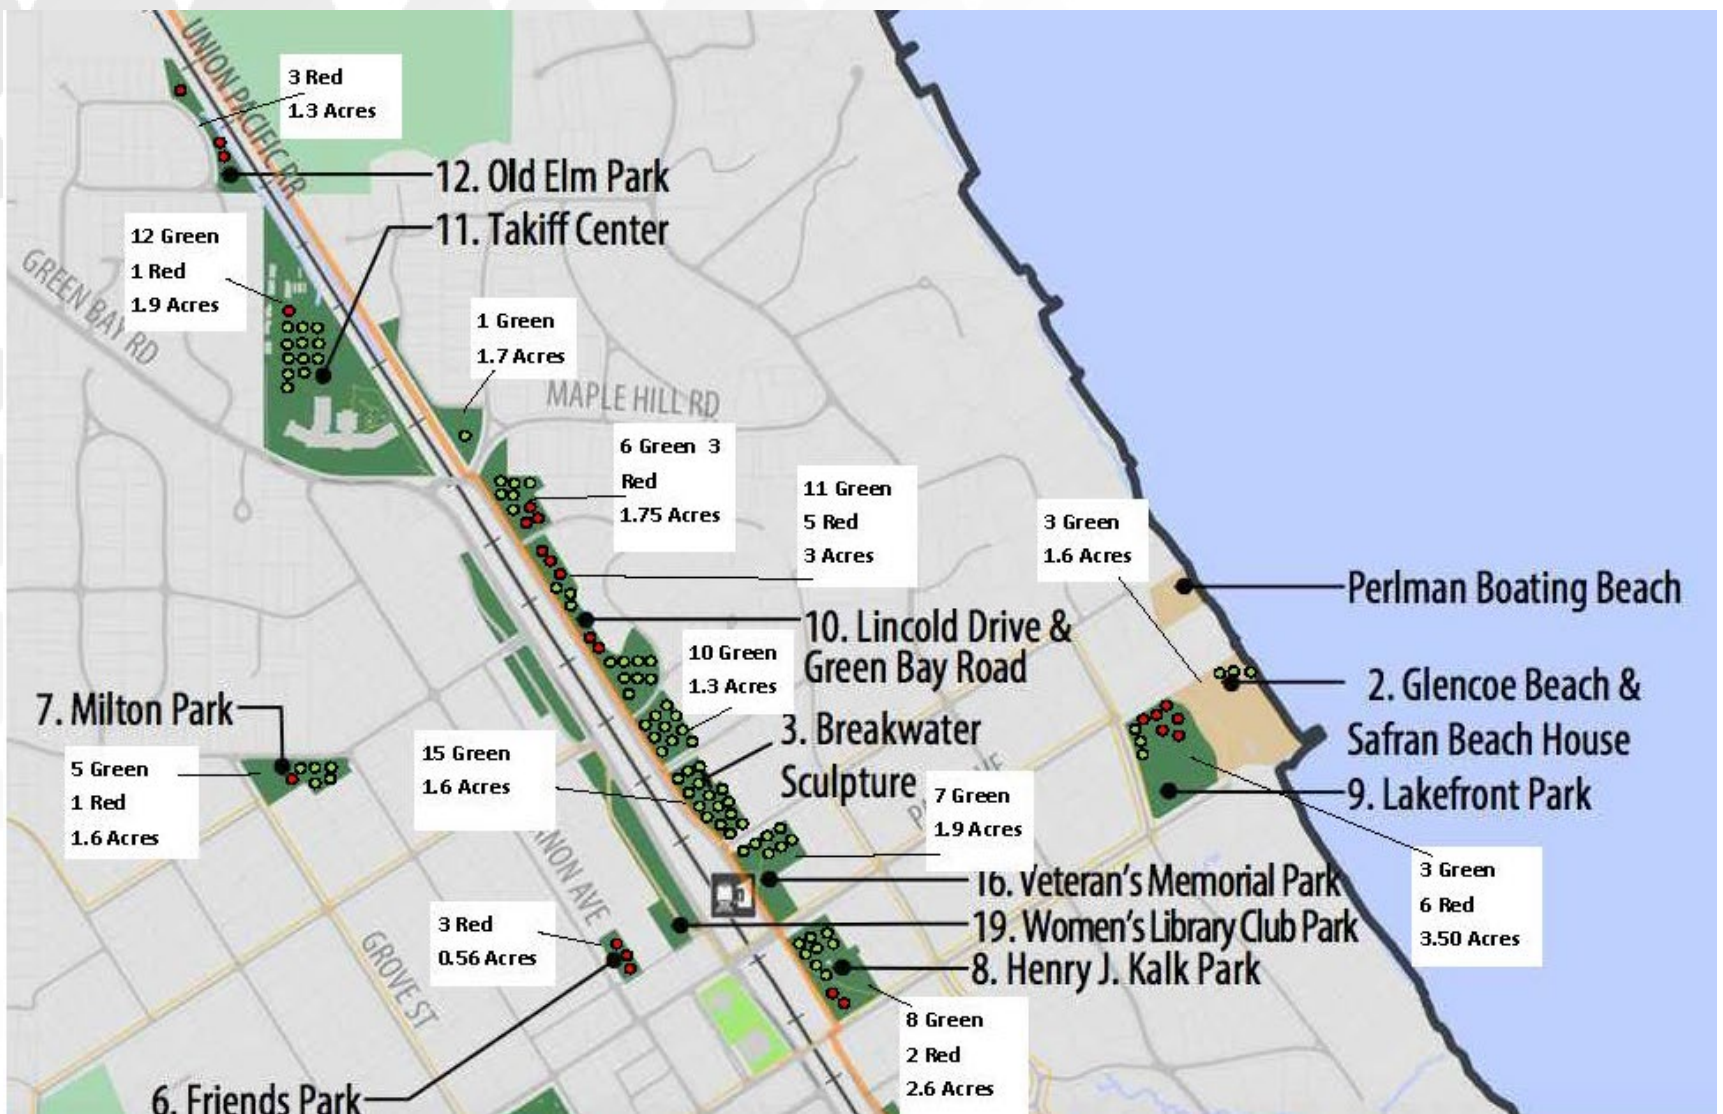 UNION PACIFIC RR
3 Red
1.3 Acres
12. Old Elm Park
11. Takiff Center
12 Green
1 Red
1.9 Acres
GREEN BAY RD
1 Green
1.7 Acres
MAPLE HILL RD
6 Green 3
Red
1.75 Acres
11 Green
5 Red
3 Acres
3 Green
1.6 Acres
Perlman Boating Beach
10. Lincold Drive &
Green Bay Road
10 Green
1.3 Acres
2. Glencoe Beach &
Safran Beach House
7. Milton Park
3. Breakwater
Sculpture
15 Green
1.6 Acres
5 Green
1 Red
1.6 Acres
7 Green
1.9 Acres
9. Lakefront Park
3 Green
6 Red
3.50 Acres
16. Veteran's Memorial Park
19. Women's Library Club Park
8. Henry J. Kalk Park
3 Red
0.56 Acres
AVE
GROVE ST
8 Green
2 Red
2.6 Acres
6. Friends Park